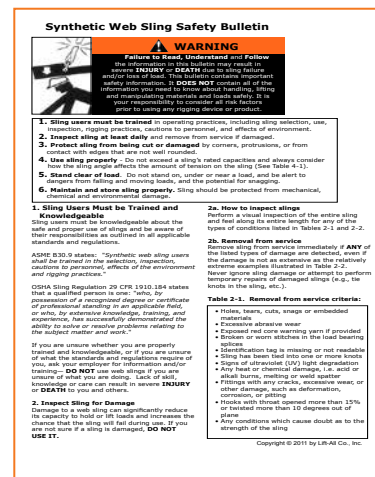 Synthetic Web Sling Safety Bulletin
WARNING
Failure to Read, Understand and Follow
the information in this bulletin may result in
severe INJURY or DEATH due to sling failure
and/or loss of load. This bulletin contains important
safety information. It DOES NOT contain all of the
information you need to know about handling, lifting
and manipulating materials and loads safely. It is
your responsibility to consider all risk factors
prior to using any rigging device or product.
1. Sling users must be trained in operating practices, including sling selection, use,
inspection, rigging practices, cautions to personnel, and effects of environment.
2. Inspect sling at least daily and remove from service if damaged.
3. Protect sling from being cut or damaged by corners, protrusions, or from
contact with edges that are not well rounded.
4. Use sling properly - Do not exceed a sling's rated capacities and always consider
how the sling angle affects the amount of tension on the sling (See Table 4-1).
5. Stand clear of load. Do not stand on, under or near a load, and be alert to
dangers from falling and moving loads, and the potential for snagging.
6. Maintain and store sling properly. Sling should be protected from mechanical,
chemical and environmental damage.
1. Sling Users Must be Trained and
Knowledgeable
Sling users must be knowledgeable about the
safe and proper use of slings and be aware of
their responsibilities as outlined in all applicable
standards and regulations.
ASME B30.9 states: "Synthetic web sling users
shall be trained in the selection, inspection,
cautions to personnel, effects of the environment
and rigging practices."
OSHA Sling Regulation 29 CFR 1910.184 states
that a qualified person is one: "who, by
possession of a recognized degree or certificate
of professional standing in an applicable field,
or who, by extensive knowledge, training, and
experience, has successfully demonstrated the
ability to solve or resolve problems relating to
the subject matter and work."
If you are unsure whether you are properly
trained and knowledgeable, or if you are unsure
of what the standards and regulations require of
you, ask your employer for information and/or
training— DO NOT use web slings if you are
unsure of what you are doing. Lack of skill,
knowledge or care can result in severe INJURY
or DEATH to you and others.
2. Inspect Sling for Damage
Damage to a web sling can significantly reduce
its capacity to hold or lift loads and increases the
chance that the sling will fail during use. If you
are not sure if a sling is damaged, DO NOT
USE IT.
2a. How to inspect slings
Perform a visual inspection of the entire sling
and feel along its entire length for any of the
types of conditions listed in Tables 2-1 and 2-2.
2b. Removal from service
Remove sling from service immediately if ANY of
the listed types of damage are detected, even if
the damage is not as extensive as the relatively
extreme examples illustrated in Table 2-2.
Never ignore sling damage or attempt to perform
temporary repairs of damaged slings (e.g., tie
knots in the sling, etc.).
Table 2-1. Removal from service criteria:
• Holes, tears, cuts, snags or embedded
materials
• Excessive abrasive wear
• Exposed red core warning yarn if provided
• Broken or worn stitches in the load bearing
splices
• Identification tag is missing or not readable
• Sling has been tied into one or more knots
• Signs of ultraviolet (UV) light degradation
• Any heat or chemical damage, i.e. acid or
alkali burns, melting or weld spatter
• Fittings with any cracks, excessive wear, or
other damage, such as deformation,
corrosion, or pitting
• Hooks with throat opened more than 15%
or twisted more than 10 degrees out of
plane
• Any conditions which cause doubt as to the
strength of the sling
Copyright © 2011 by Lift-All Co., Inc.